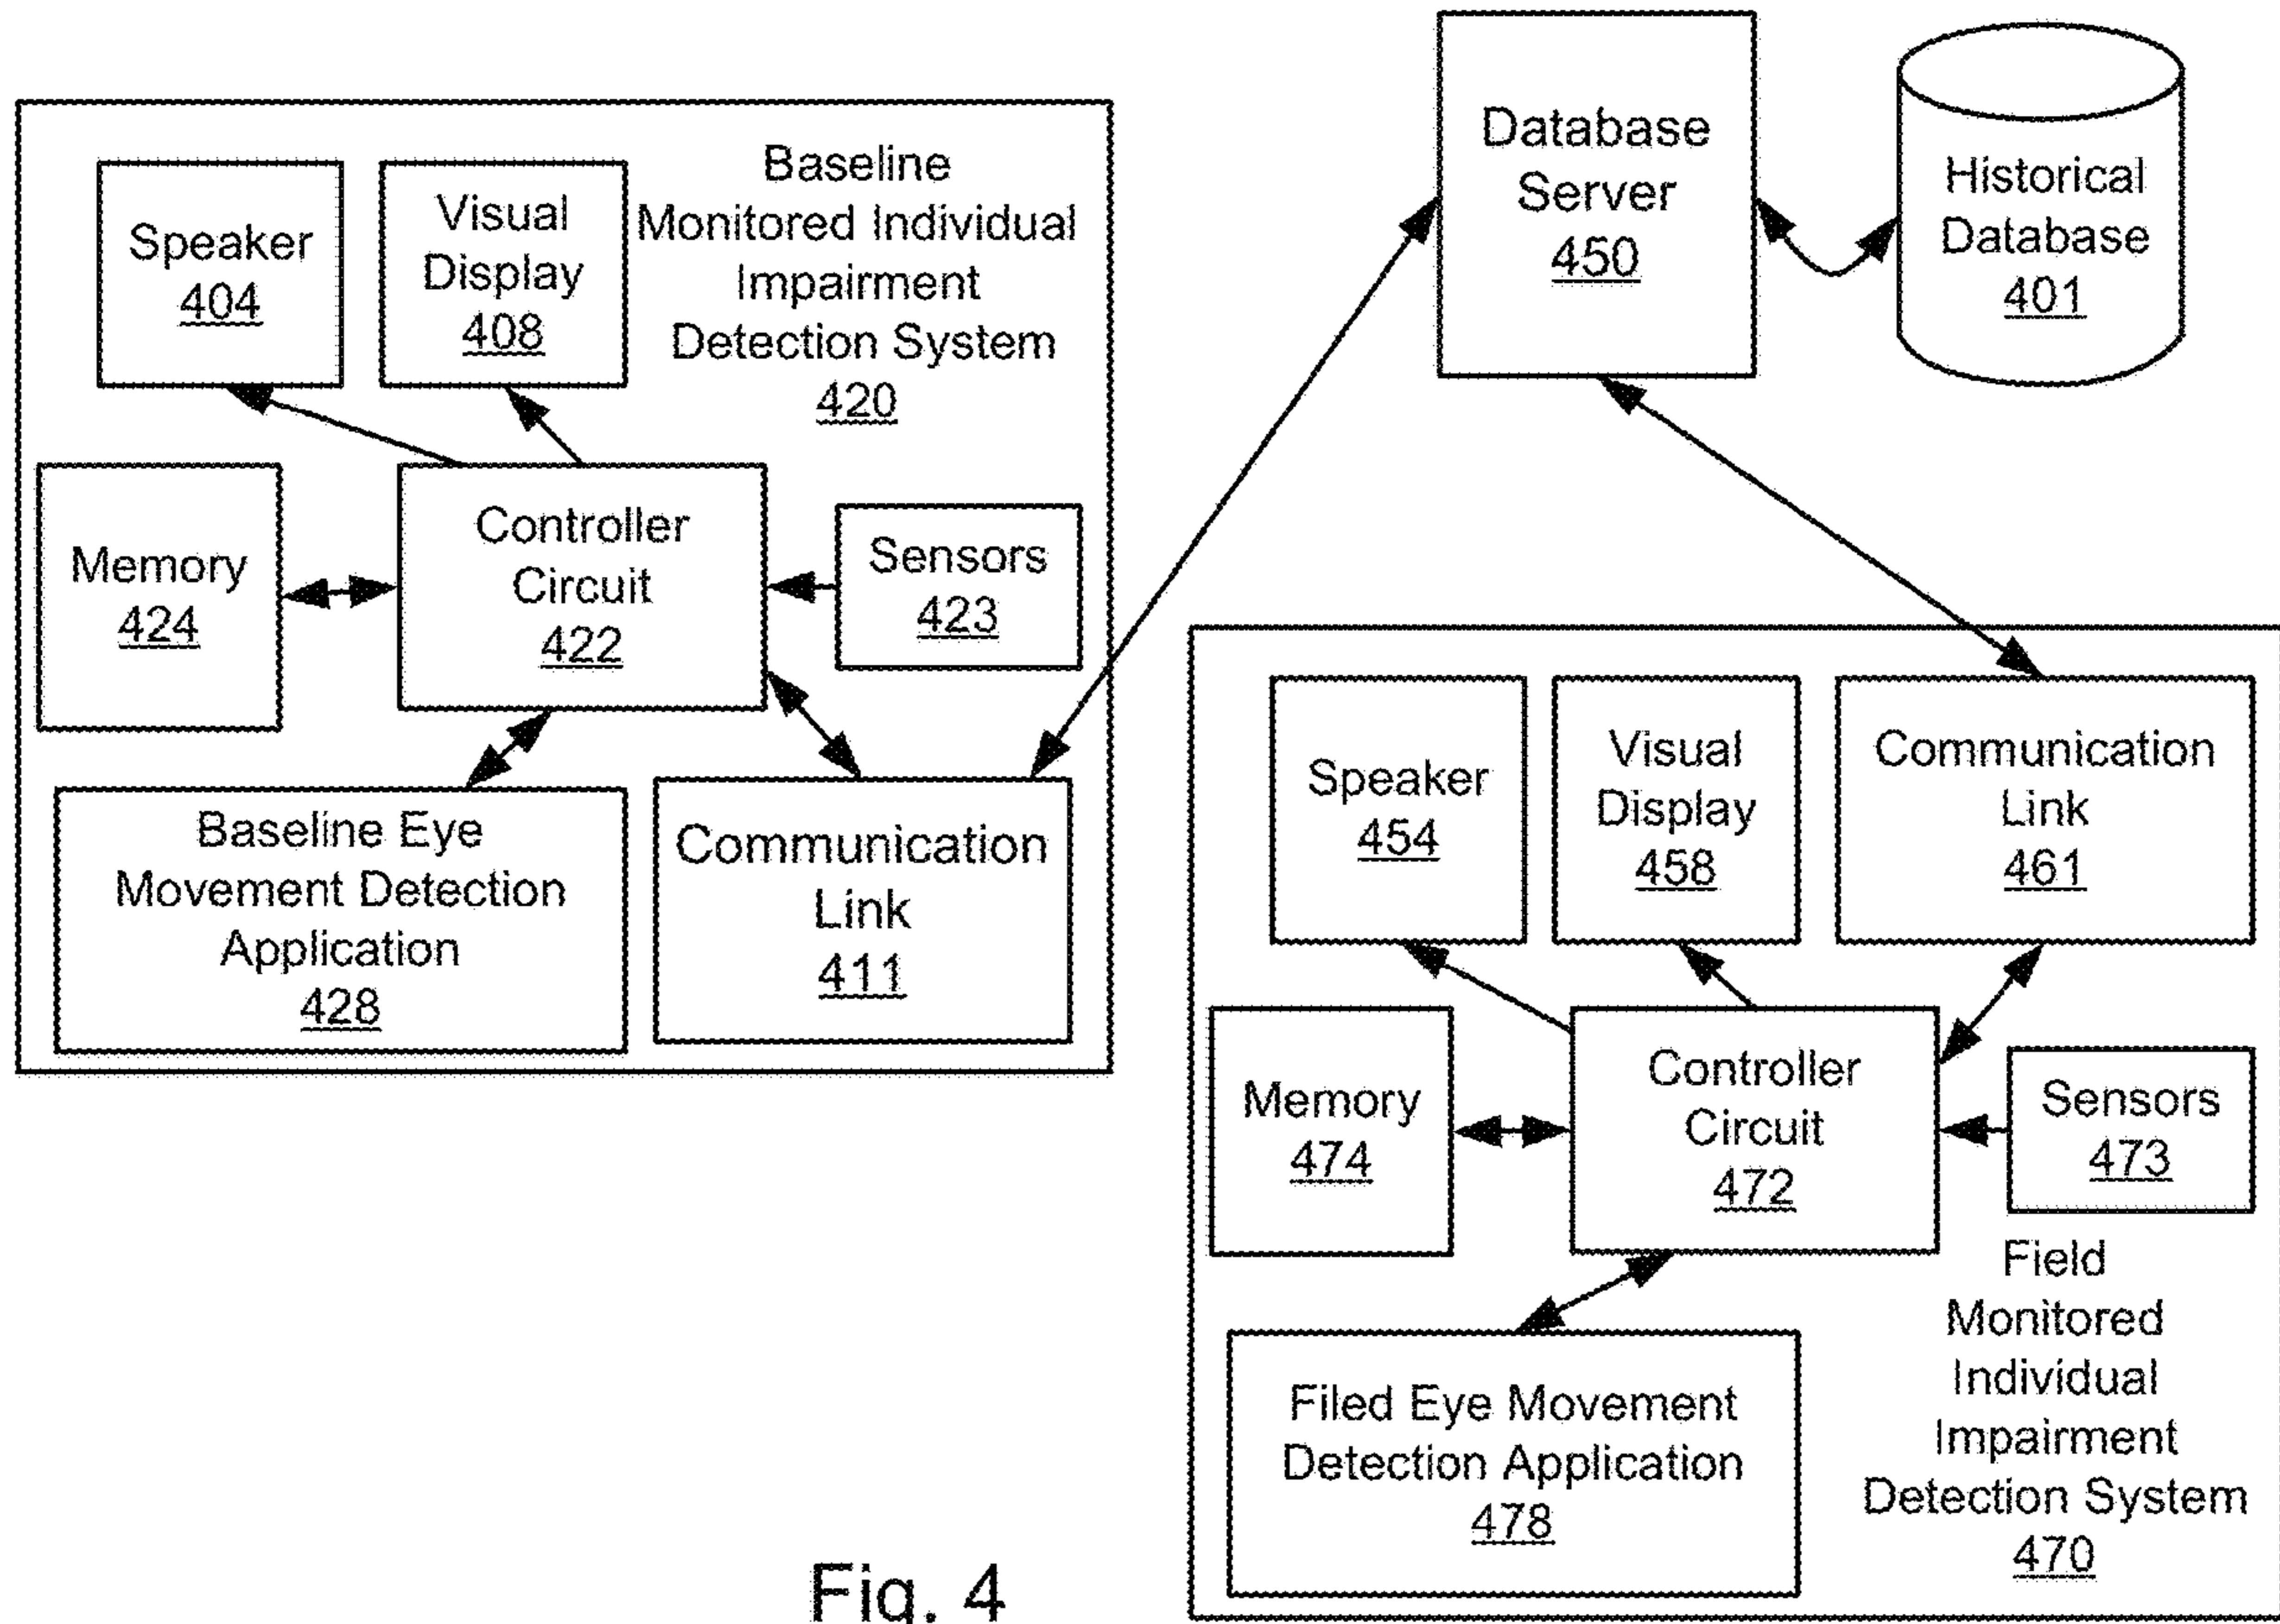 Speaker
404
Visual
Display
408
Baseline
Monitored Individual
Impairment
Detection System
420
Memory
424
Controller
Circuit
422
Sensors
423
Baseline Eye
Movement Detection
Application
428
Communication
Link
411
Database
Server
450
Historical
Database
401
Speaker
454
Visual
Display
458
Communication
Link
461
Memory
474
Controller
Circuit
472
Sensors
473
Filed Eye Movement
Detection Application
478
Field
Monitored
Individual
Impairment
Detection System
470
Fig. 4